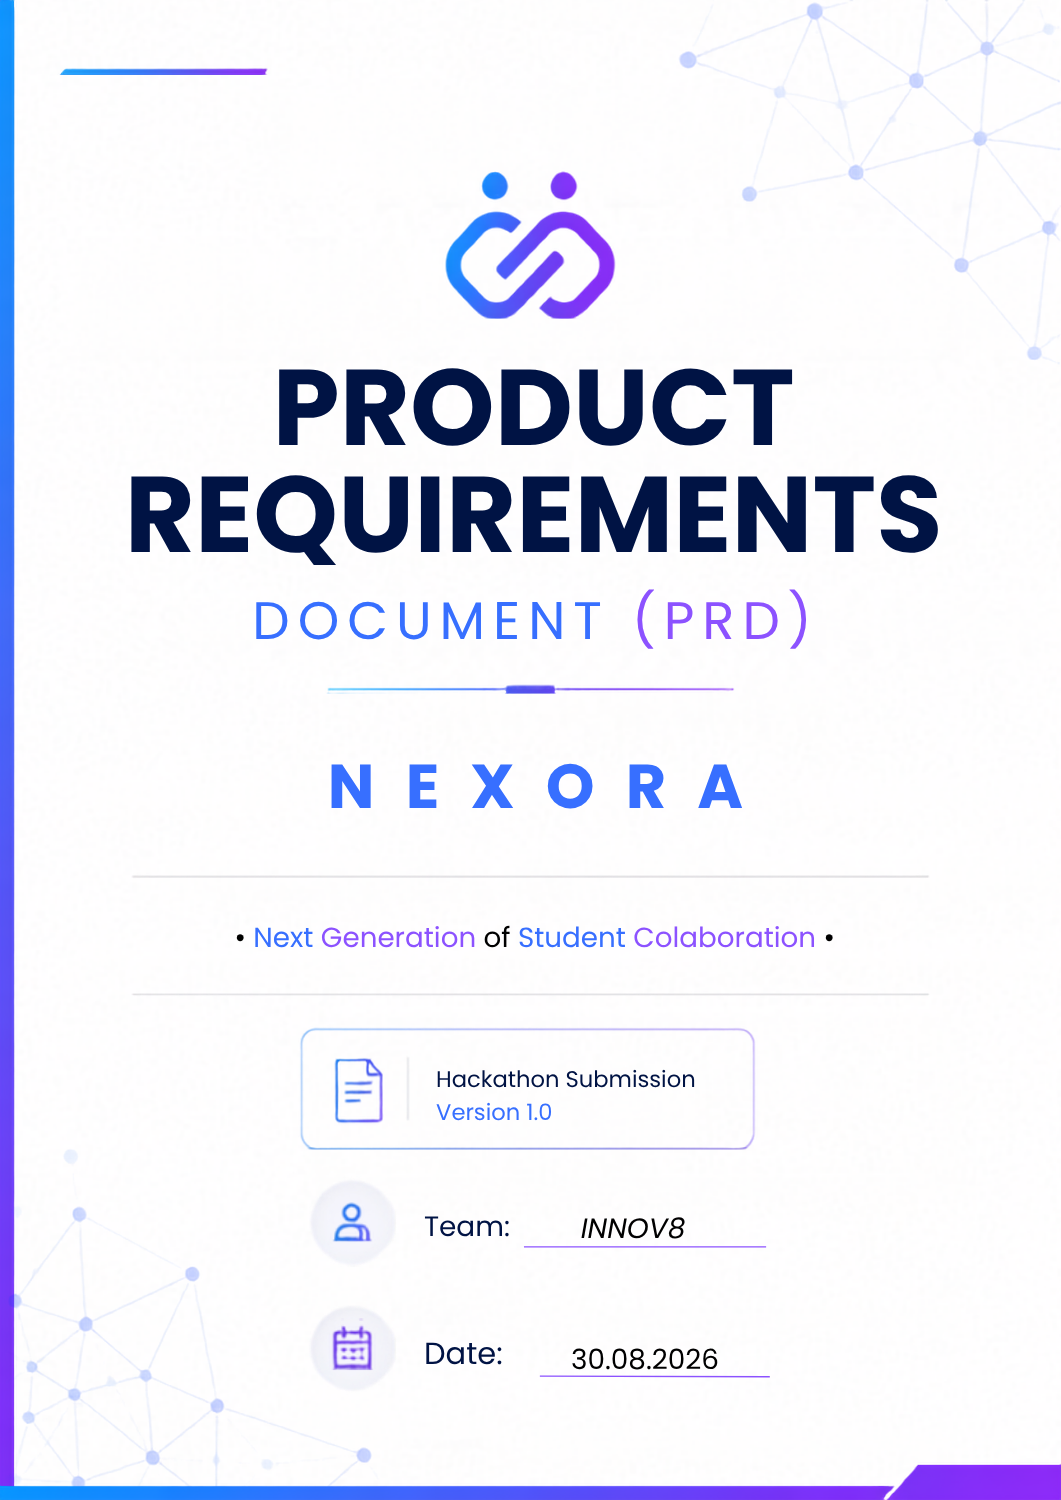 PRODUCT
REQUIREMENTS
DOCUMENT (PRD)
NEXORA
• Next Generation of Student Colaboration •
Hackathon Submission
Version 1.0
Team: INNOV8
Date: 30.08.2026